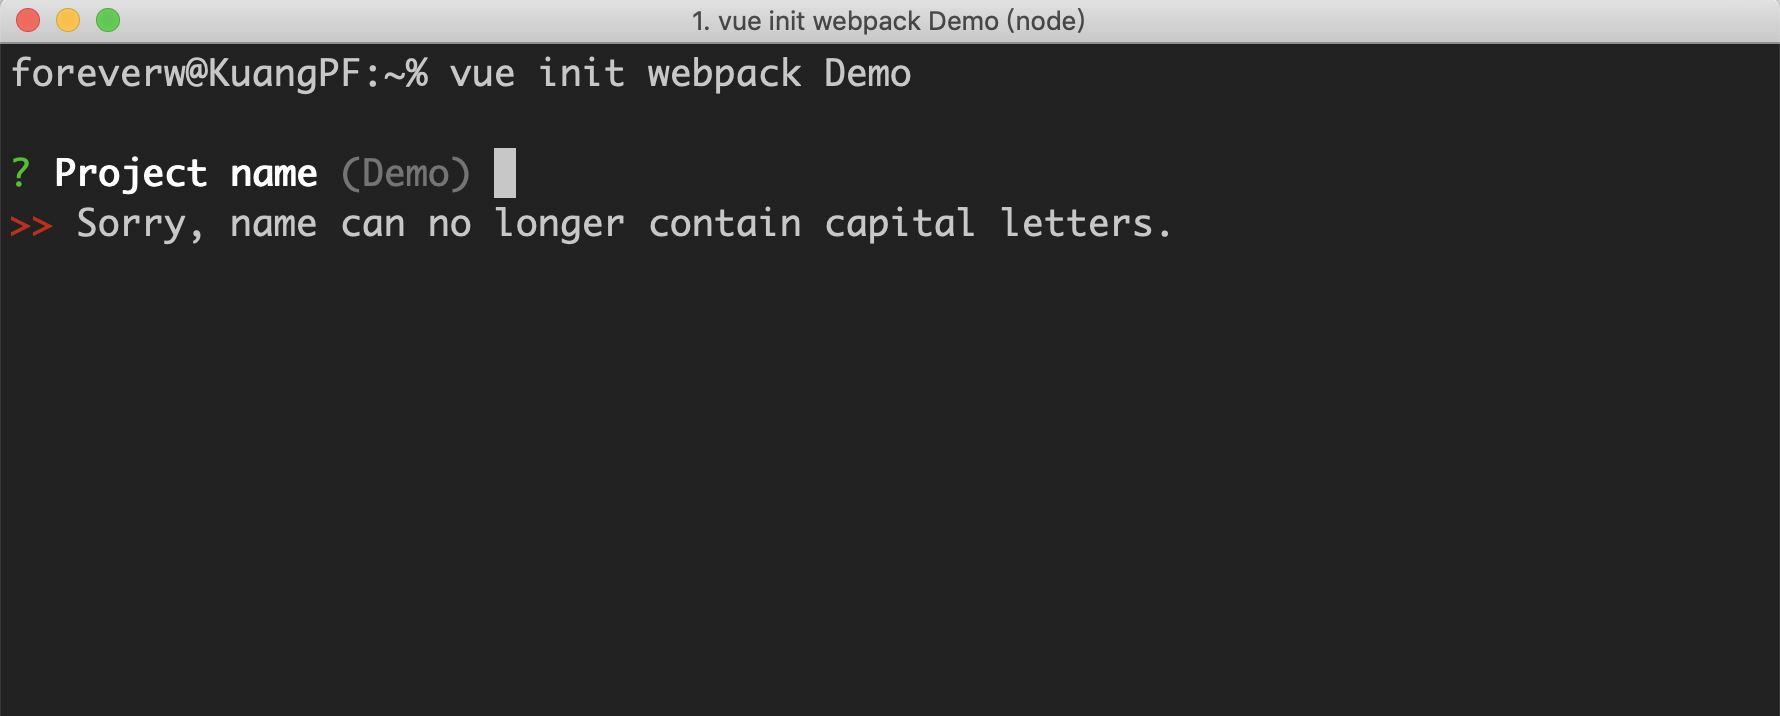 1. vue init webpack Demo (node)
foreverw@KuangPF:~% vue init webpack Demo
? Project name (Demo)
>> Sorry, name can no longer contain capital letters.